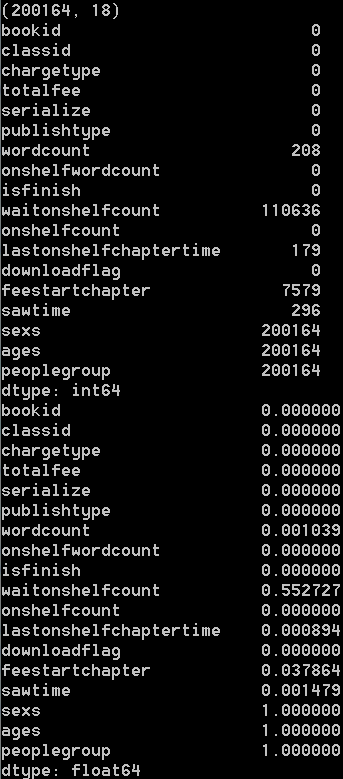 (200164, 18)
bookid 0
classid 0
chargetype 0
totalfee 0
serialize 0
publishtype 0
wordcount 208
onshelfwordcount 0
isfinish 0
waitonshelfcount 110636
onshelfcount 0
lastonshelfchaptertime 179
downloadflag 0
feestartchapter 7579
sawtime 296
sexs 200164
ages 200164
peoplegroup 200164
dtype: int64
bookid 0.000000
classid 0.000000
chargetype 0.000000
totalfee 0.000000
serialize 0.000000
publishtype 0.000000
wordcount 0.001039
onshelfwordcount 0.000000
isfinish 0.000000
waitonshelfcount 0.552727
onshelfcount 0.000000
lastonshelfchaptertime 0.000894
downloadflag 0.000000
feestartchapter 0.037864
sawtime 0.001479
sexs 1.000000
ages 1.000000
peoplegroup 1.000000
dtype: float64